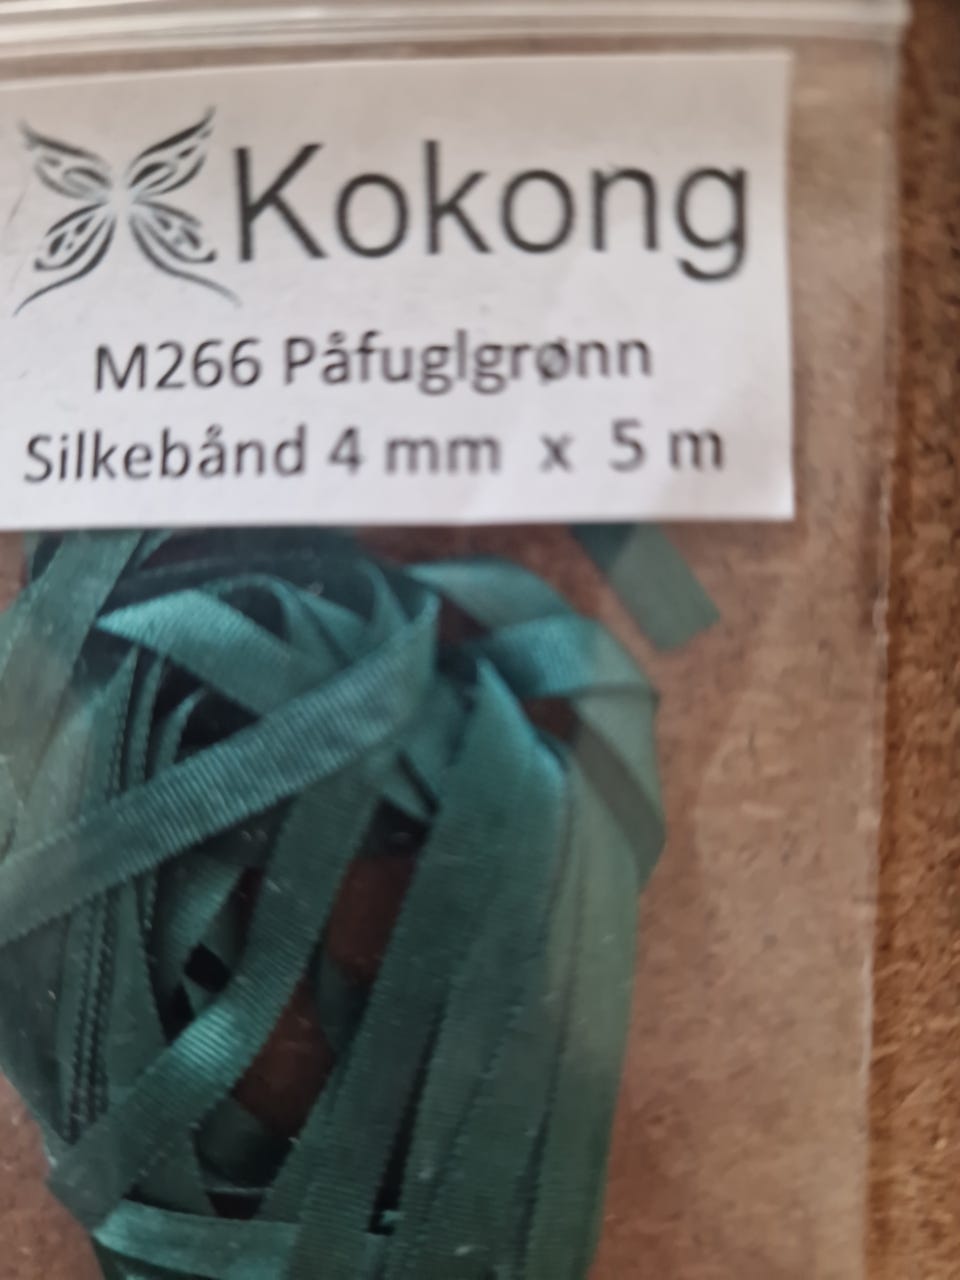 Kokong
M266 Påfuglgrønn
Silkebånd 4 mm x 5 m